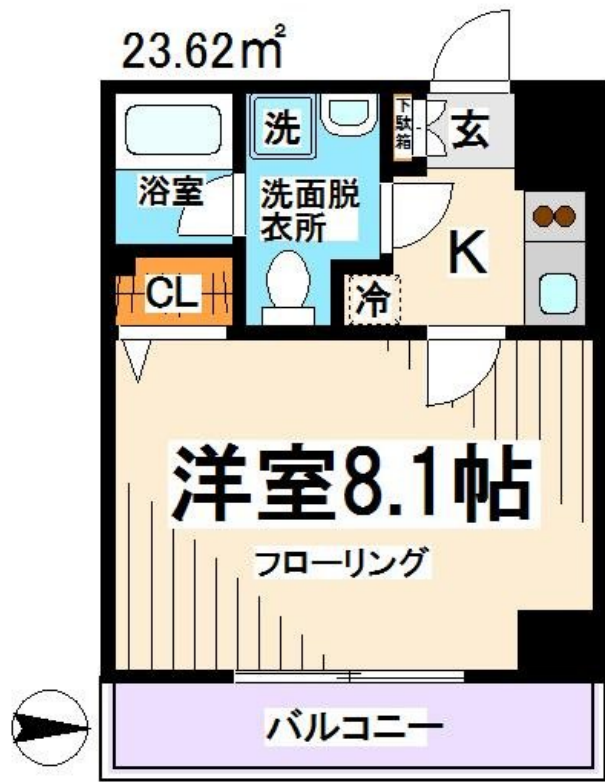 23.62㎡
洗
下駄箱
玄
浴室
洗面脱
衣所
K
CL
冷
洋室8.1帖
フローリング
バルコニー